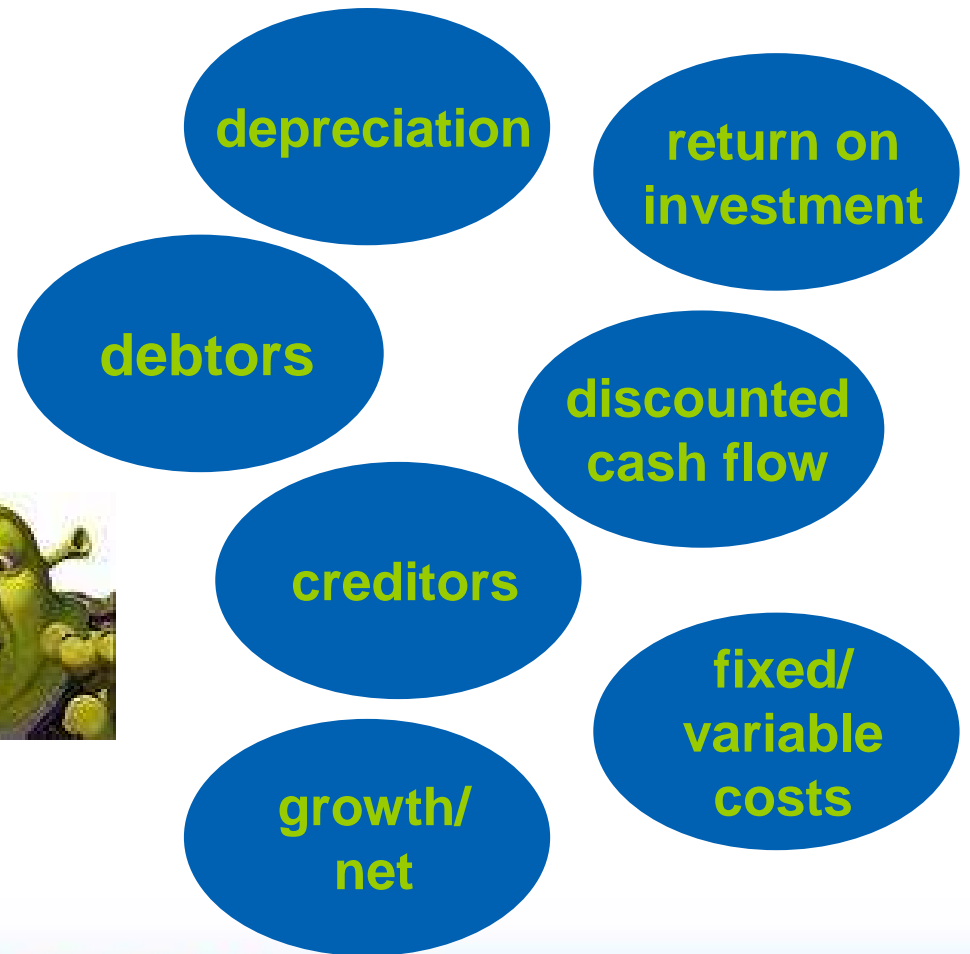 depreciation
return on
investment
debtors
discounted
cash flow
creditors
fixed/
variable
costs
growth/
net